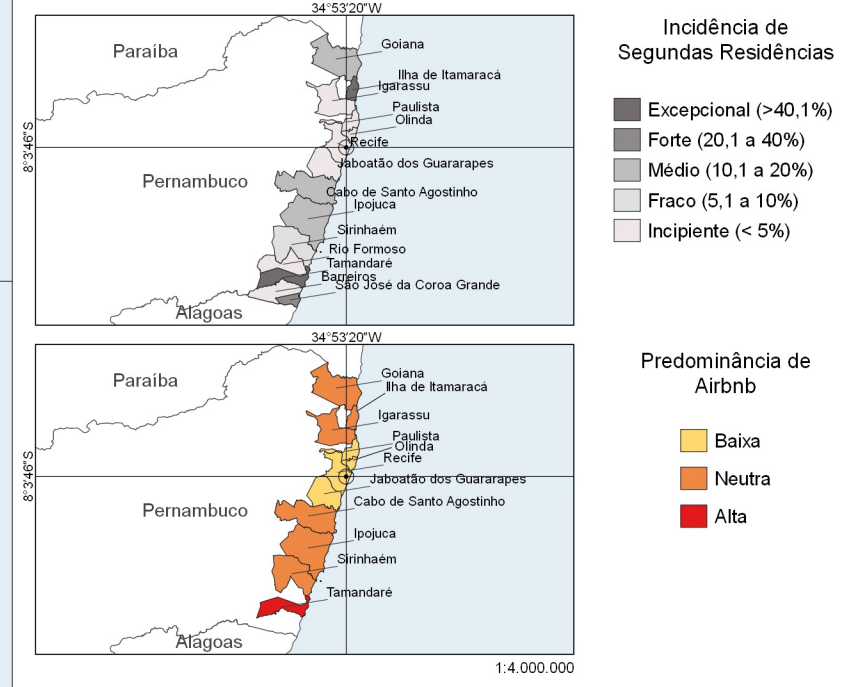 34°53'20"W
Paraíba
Goiana
Ilha de Itamaracá
Igarassu
Paulista
Olinda
8°3'46"S
Recife
Jaboatão dos Guararapes
Pernambuco
Cabo de Santo Agostinho
Ipojuca
Sirinhaém
Rio Formoso
Tamandaré
Barreiros
São José da Coroa Grande
Alagoas
Incidência de
Segundas Residências
Excepcional (>40,1%)
Forte (20,1 a 40%)
Médio (10,1 a 20%)
Fraco (5,1 a 10%)
Incipiente (< 5%)
34°53'20"W
Paraíba
Goiana
Ilha de Itamaracá
Igarassu
Paulista
Olinda
Recife
8°3'46"S
Jaboatão dos Guararapes
Cabo de Santo Agostinho
Pernambuco
Ipojuca
Sirinhaém
Tamandaré
Alagoas
Predominância de
Airbnb
Baixa
Neutra
Alta
1:4.000.000